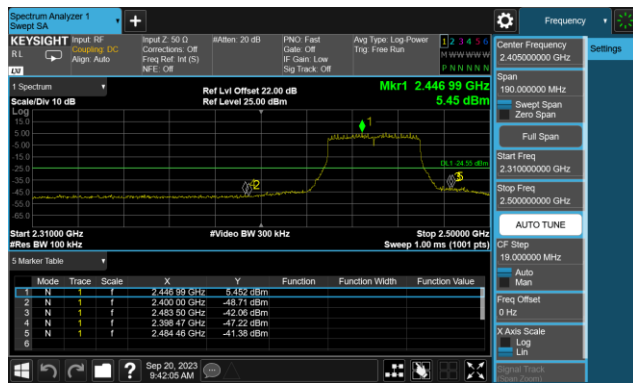 Spectrum Analyzer 1
Swept SA
Frequency
KEYSIGHT Input: RF
RL
Coupling: DC
Align: Auto
Input Z: 50 Ω
Corrections: Off
Freq Ref: Int (S)
NFE: Off
#Atten: 20 dB
PNO: Fast
Gate: Off
IF Gain: Low
Sig Track: Off
Avg Type: Log-Power
Trig: Free Run
1 2 3 4 5 6
M W W W W W
P N N N N N
LXI
1 Spectrum
Scale/Div 10 dB
Ref Lvl Offset 22.00 dB
Ref Level 25.00 dBm
Mkr1 2.446 99 GHz
5.45 dBm
Log
15.0
5.00
-5.00
-15.0
-25.0
-35.0
-45.0
-55.0
-65.0
1
DL1 -24.55 dBm
2
Start 2.31000 GHz
#Res BW 100 kHz
#Video BW 300 kHz
Stop 2.50000 GHz
Sweep 1.00 ms (1001 pts)
5 Marker Table
Mode Trace Scale X Y Function Function Width Function Value
1 N 1 f 2.446 99 GHz 5.452 dBm
2 N 1 f 2.400 00 GHz -48.71 dBm
3 N 1 f 2.483 50 GHz -42.06 dBm
4 N 1 f 2.398 47 GHz -47.22 dBm
5 N 1 f 2.484 46 GHz -41.38 dBm
6
Sep 20, 2023
9:42:05 AM
?
Center Frequency
2.405000000 GHz
Span
190.000000 MHz
Swept Span
Zero Span
Full Span
Start Freq
2.310000000 GHz
Stop Freq
2.500000000 GHz
AUTO TUNE
CF Step
19.000000 MHz
Auto
Man
Freq Offset
0 Hz
X Axis Scale
Log
Lin
Signal Track
(Span Zoom)
Settings